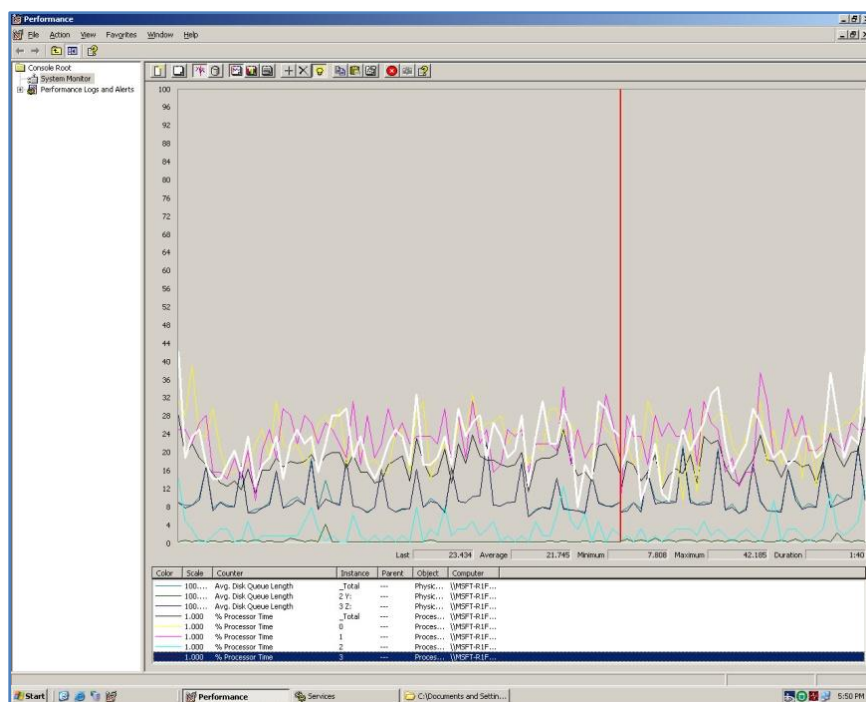 Performance
File Action View Favorites Window Help
Console Root
System Monitor
Performance Logs and Alerts
100
96
92
88
84
80
76
72
68
64
60
56
52
48
44
40
36
32
28
24
20
16
12
8
4
0
Last 23.434 Average 21.745 Minimum 7.808 Maximum 42.185 Duration 1:40
Color Scale Counter Instance Parent Object Computer
100.... Avg. Disk Queue Length _Total --- Physic... \\MSFT-R1F...
100.... Avg. Disk Queue Length 2 Y: --- Physic... \\MSFT-R1F...
100.... Avg. Disk Queue Length 3 Z: --- Physic... \\MSFT-R1F...
1.000 % Processor Time _Total --- Proces... \\MSFT-R1F...
1.000 % Processor Time 0 --- Proces... \\MSFT-R1F...
1.000 % Processor Time 1 --- Proces... \\MSFT-R1F...
1.000 % Processor Time 2 --- Proces... \\MSFT-R1F...
1.000 % Processor Time 3 --- Proces... \\MSFT-R1F...
Start Performance Services C:\Documents and Settin... 5:50 PM